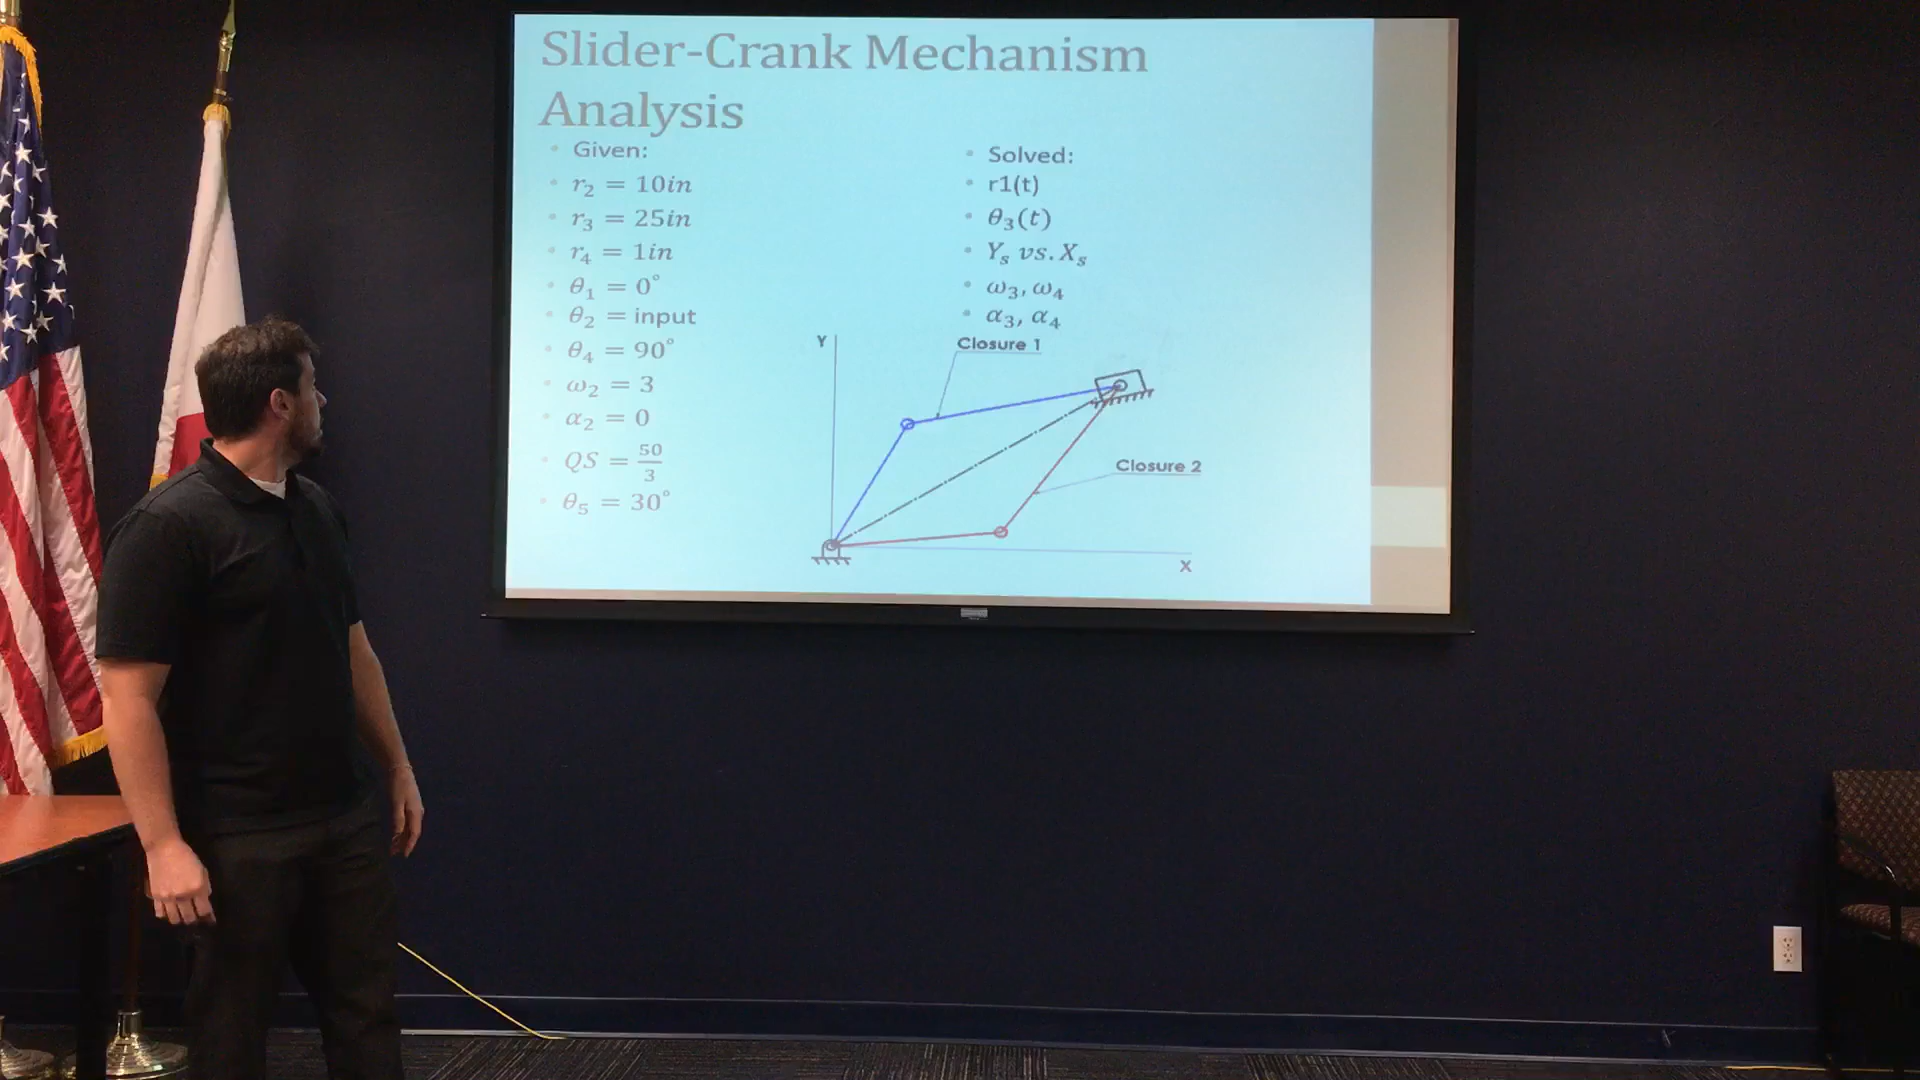 Slider-Crank Mechanism
Analysis
• Given:
• r₂ = 10in
• r₃ = 25in
• r₄ = 1in
• θ₁ = 0°
• θ₂ = input
• θ₄ = 90°
• ω₂ = 3
• α₂ = 0
• QS = 50/3
• θ₅ = 30°
• Solved:
• r1(t)
• θ₃(t)
• Yₛ vs. Xₛ
• ω₃, ω₄
• α₃, α₄
Y
Closure 1
Closure 2
X